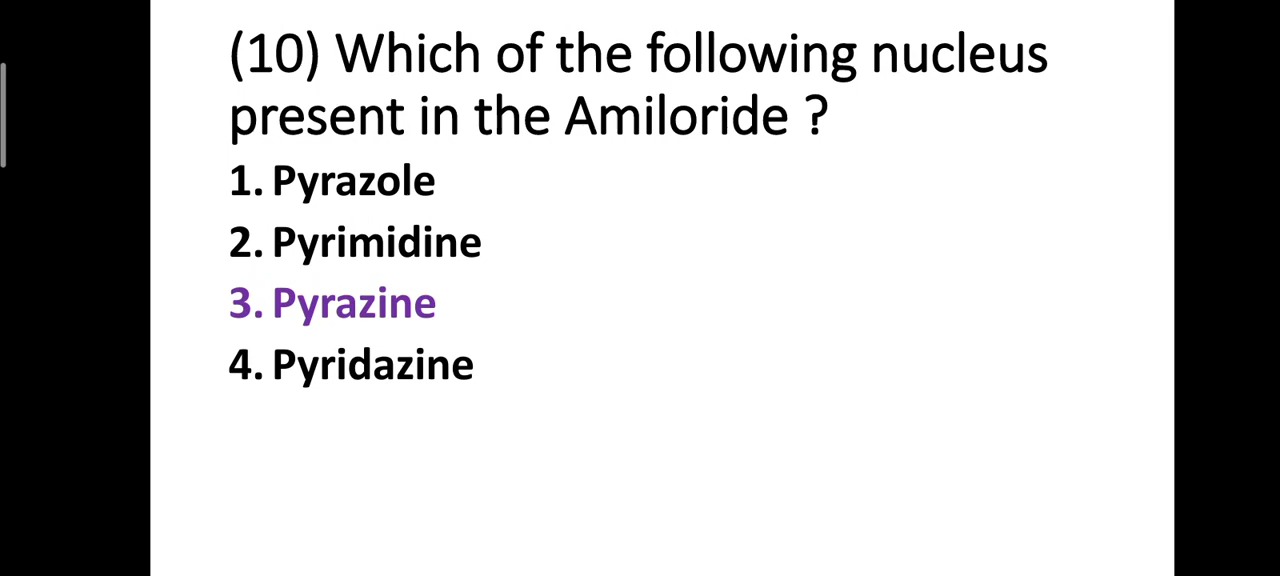 (10) Which of the following nucleus
present in the Amiloride ?
1. Pyrazole
2. Pyrimidine
3. Pyrazine
4. Pyridazine